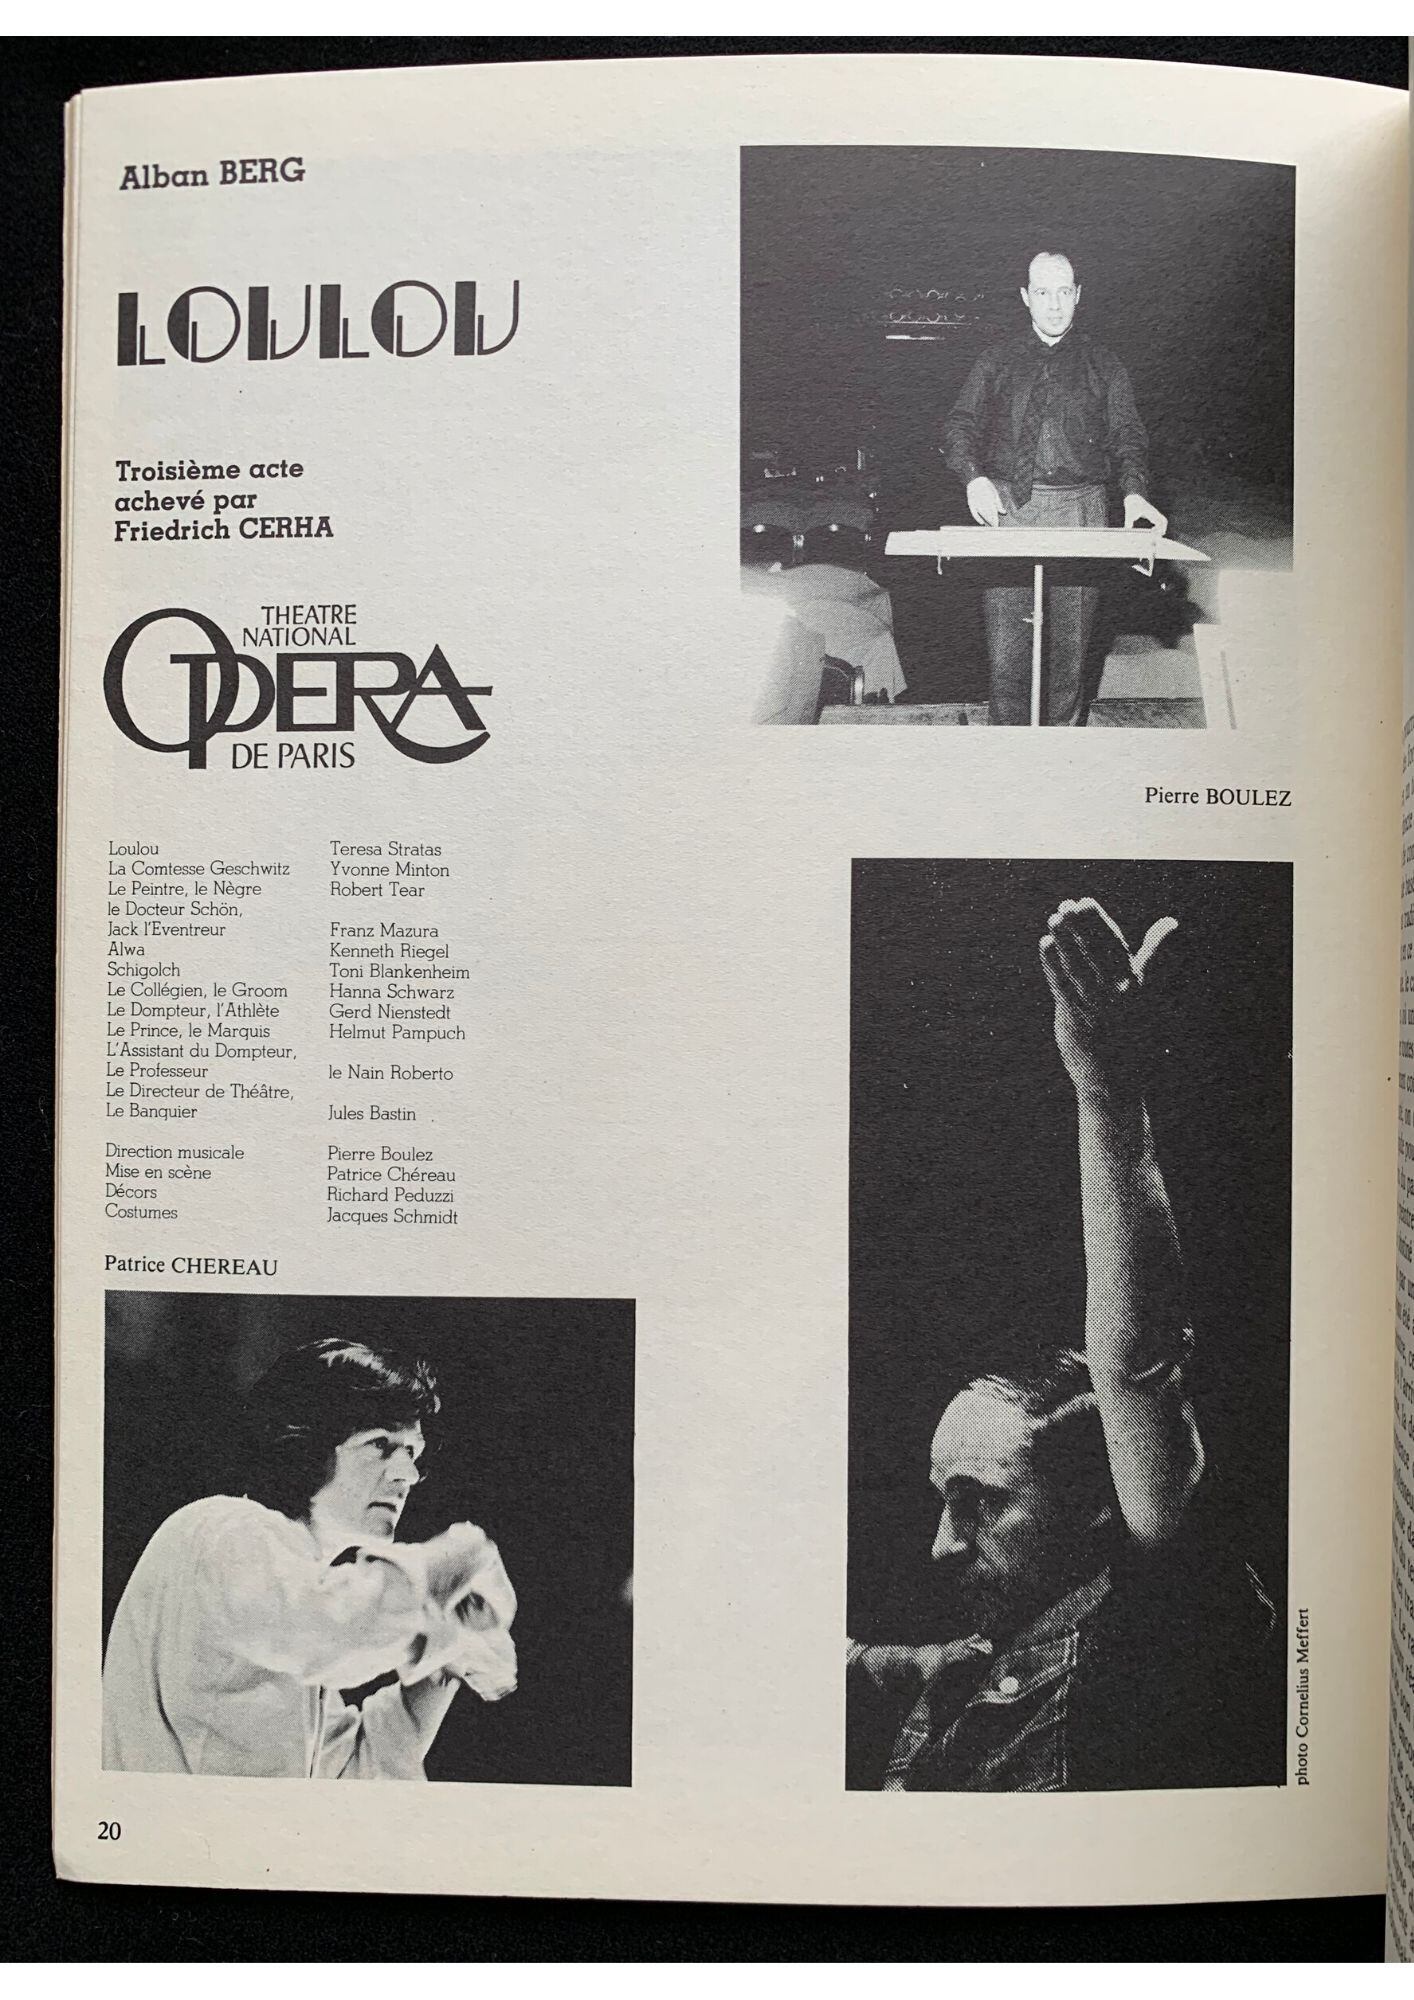 Alban BERG
LOULOU
Troisième acte
achevé par
Friedrich CERHA
THEATRE
NATIONAL
OPERA
DE PARIS
Loulou Teresa Stratas
La Comtesse Geschwitz Yvonne Minton
Le Peintre, le Nègre Robert Tear
le Docteur Schön,
Jack l'Eventreur Franz Mazura
Alwa Kenneth Riegel
Schigolch Toni Blankenheim
Le Collégien, le Groom Hanna Schwarz
Le Dompteur, l'Athlète Gerd Nienstedt
Le Prince, le Marquis Helmut Pampuch
L'Assistant du Dompteur,
Le Professeur le Nain Roberto
Le Directeur de Théâtre,
Le Banquier Jules Bastin
Direction musicale Pierre Boulez
Mise en scène Patrice Chéreau
Décors Richard Peduzzi
Costumes Jacques Schmidt
Patrice CHEREAU
Pierre BOULEZ
photo Cornelius Meffert
20